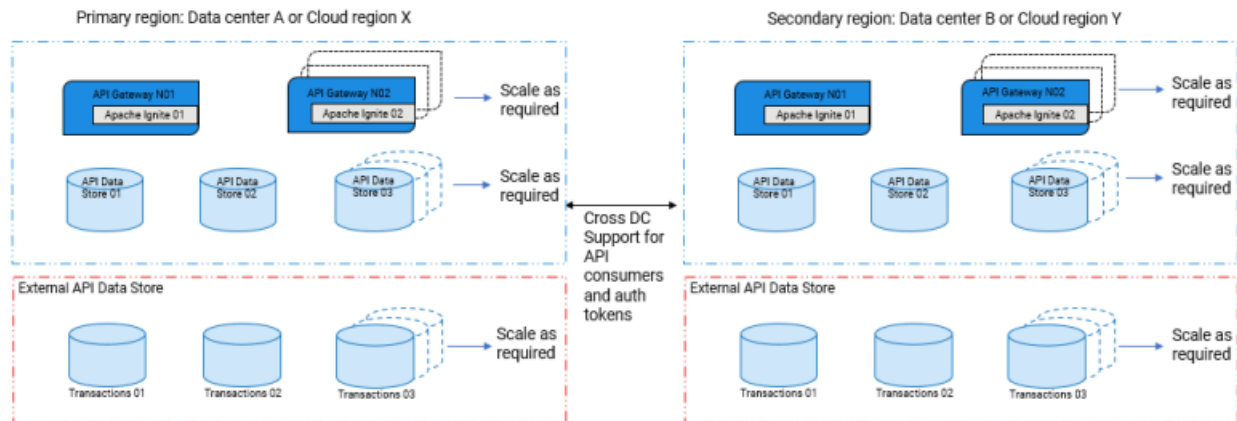 Primary region: Data center A or Cloud region X
Secondary region: Data center B or Cloud region Y
API Gateway N01
Apache Ignite 01
API Gateway N02
Apache Ignite 02
Scale as
required
API Data
Store 01
API Data
Store 02
API Data
Store 03
Scale as
required
Cross DC
Support for
API
consumers
and auth
tokens
API Gateway N01
Apache Ignite 01
API Gateway N02
Apache Ignite 02
Scale as
required
API Data
Store 01
API Data
Store 02
API Data
Store 03
Scale as
required
External API Data Store
Transactions 01
Transactions 02
Transactions 03
Scale as
required
External API Data Store
Transactions 01
Transactions 02
Transactions 03
Scale as
required